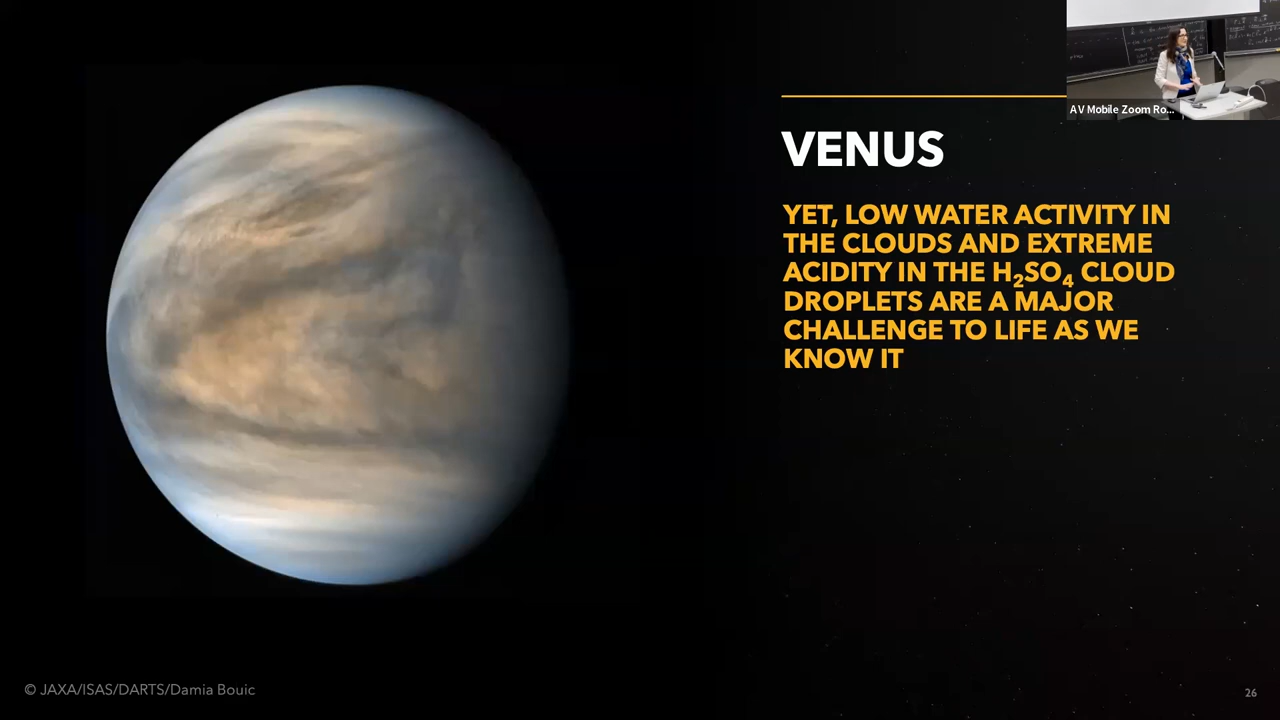 AV Mobile Zoom Ro...
VENUS
YET, LOW WATER ACTIVITY IN
THE CLOUDS AND EXTREME
ACIDITY IN THE H₂SO₄ CLOUD
DROPLETS ARE A MAJOR
CHALLENGE TO LIFE AS WE
KNOW IT
© JAXA/ISAS/DARTS/Damia Bouic
26